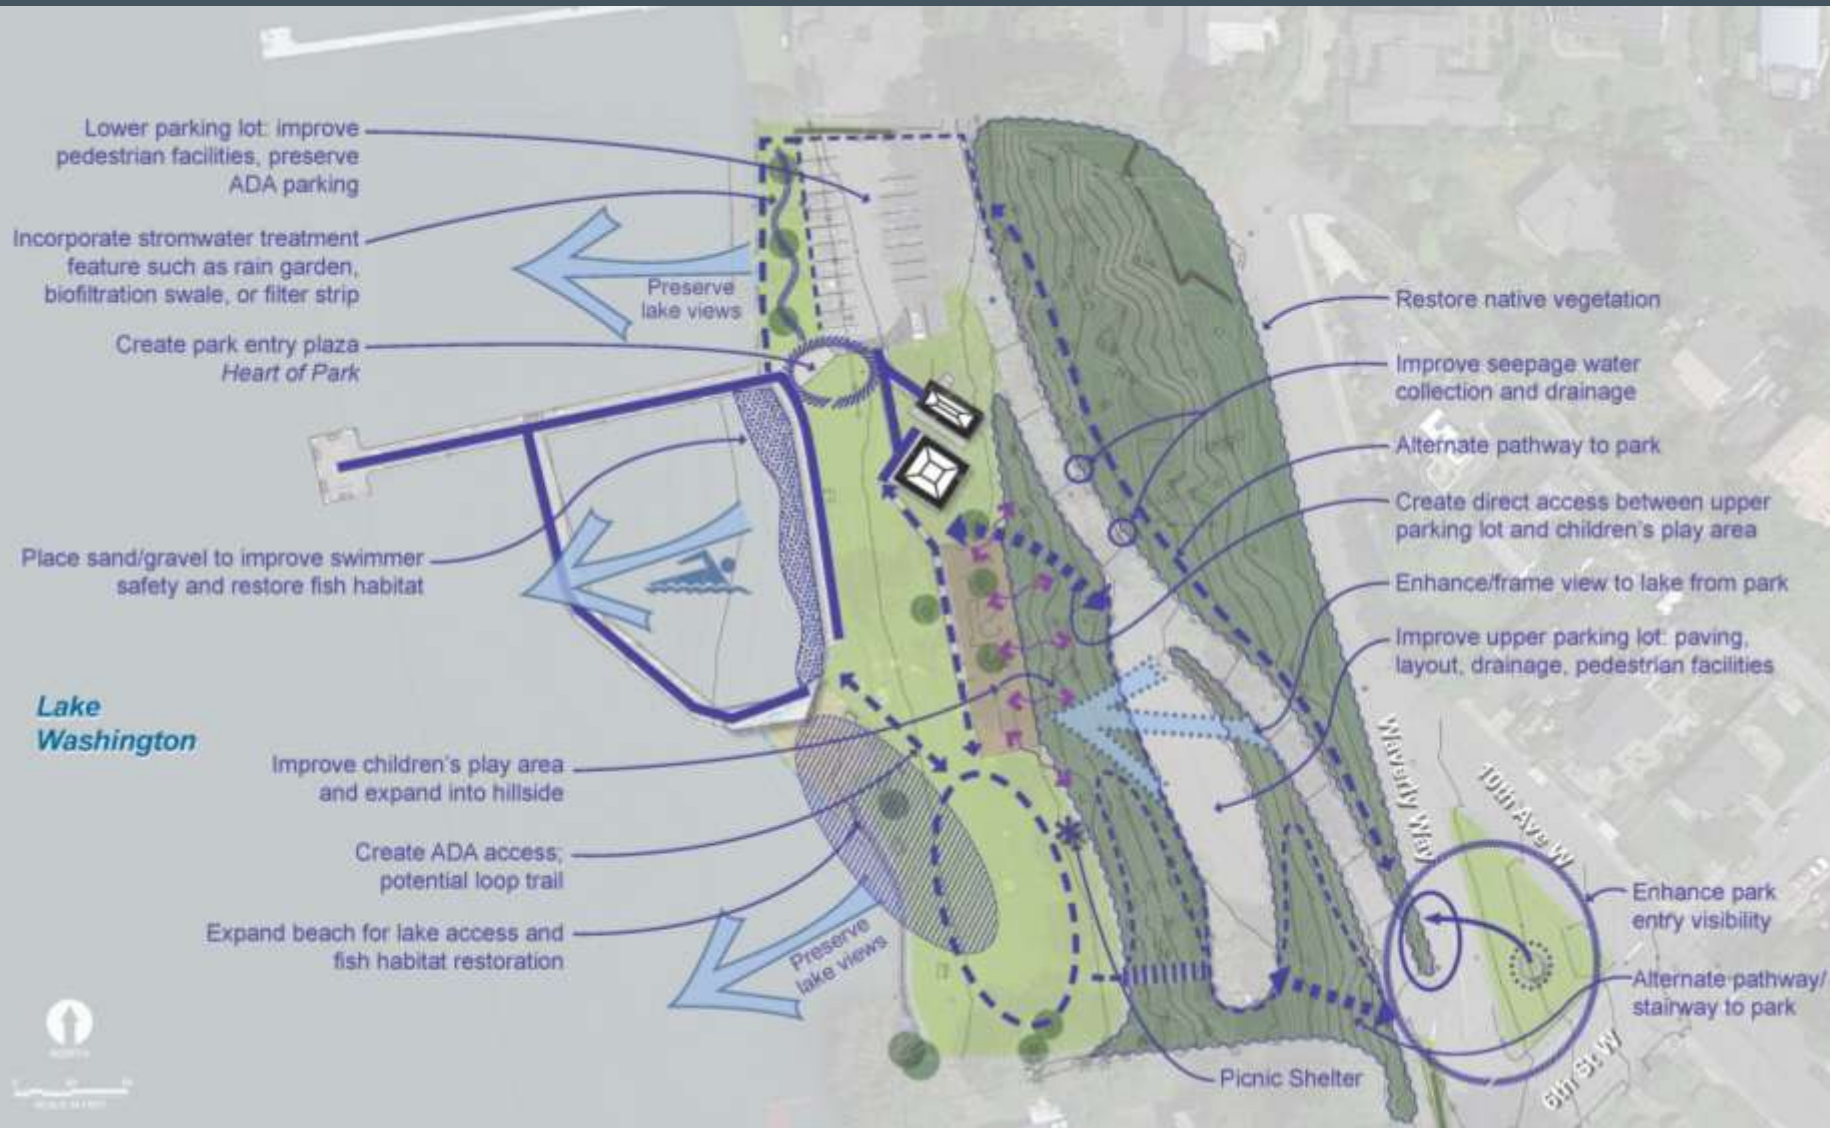 Lower parking lot: improve
pedestrian facilities, preserve
ADA parking
Incorporate stromwater treatment
feature such as rain garden,
biofiltration swale, or filter strip
Create park entry plaza
Heart of Park
Place sand/gravel to improve swimmer
safety and restore fish habitat
Lake
Washington
Improve children's play area
and expand into hillside
Create ADA access;
potential loop trail
Expand beach for lake access and
fish habitat restoration
Preserve
lake views
Preserve
lake views
Restore native vegetation
Improve seepage water
collection and drainage
Alternate pathway to park
Create direct access between upper
parking lot and children's play area
Enhance/frame view to lake from park
Improve upper parking lot: paving,
layout, drainage, pedestrian facilities
Waverly Way
10th Ave W
Enhance park
entry visibility
Alternate pathway/
stairway to park
6th St W
Picnic Shelter
NORTH